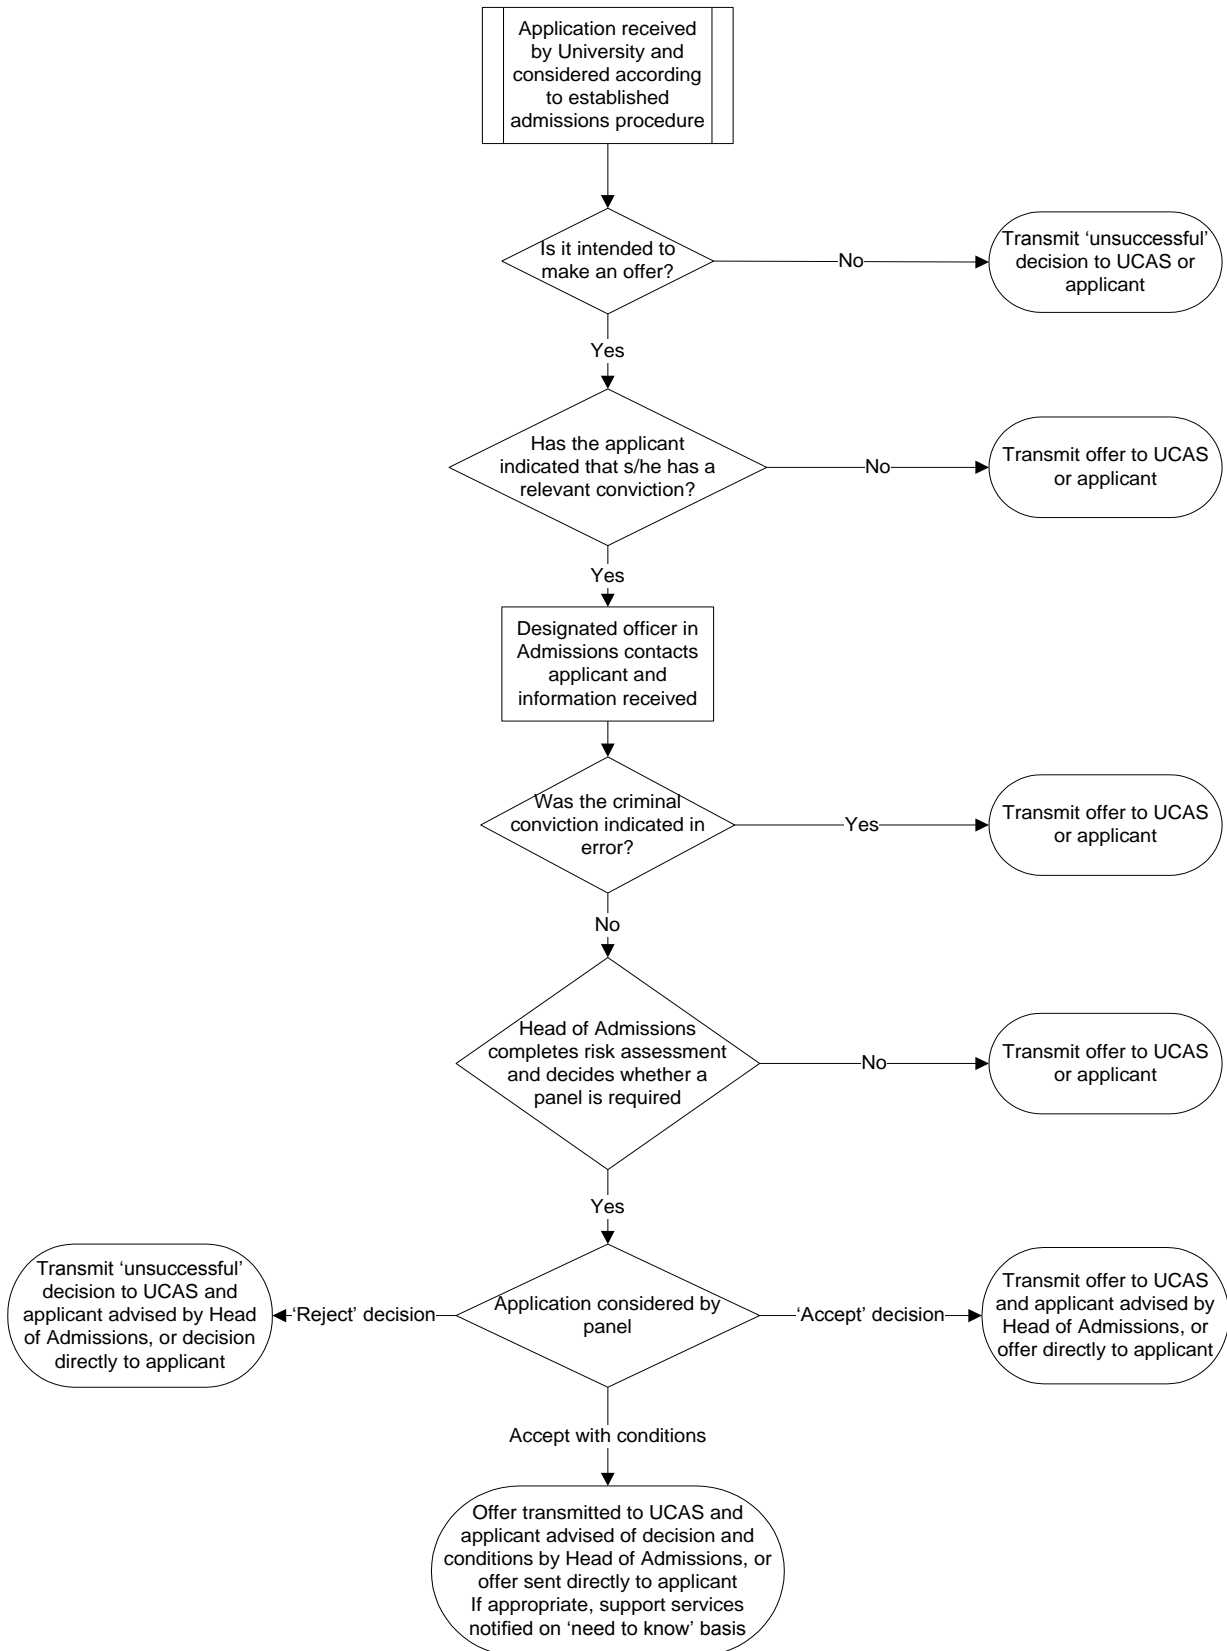 Application received
by University and
considered according
to established
admissions procedure
Is it intended to
make an offer?
No
Transmit ‘unsuccessful’
decision to UCAS or
applicant
Yes
Has the applicant
indicated that s/he has a
relevant conviction?
No
Transmit offer to UCAS
or applicant
Yes
Designated officer in
Admissions contacts
applicant and
information received
Was the criminal
conviction indicated in
error?
Yes
Transmit offer to UCAS
or applicant
No
Head of Admissions
completes risk assessment
and decides whether a
panel is required
No
Transmit offer to UCAS
or applicant
Yes
Transmit ‘unsuccessful’
decision to UCAS and
applicant advised by Head
of Admissions, or decision
directly to applicant
‘Reject’ decision
Application considered by
panel
‘Accept’ decision
Transmit offer to UCAS
and applicant advised by
Head of Admissions, or
offer directly to applicant
Accept with conditions
Offer transmitted to UCAS and
applicant advised of decision and
conditions by Head of Admissions, or
offer sent directly to applicant
If appropriate, support services
notified on ‘need to know’ basis